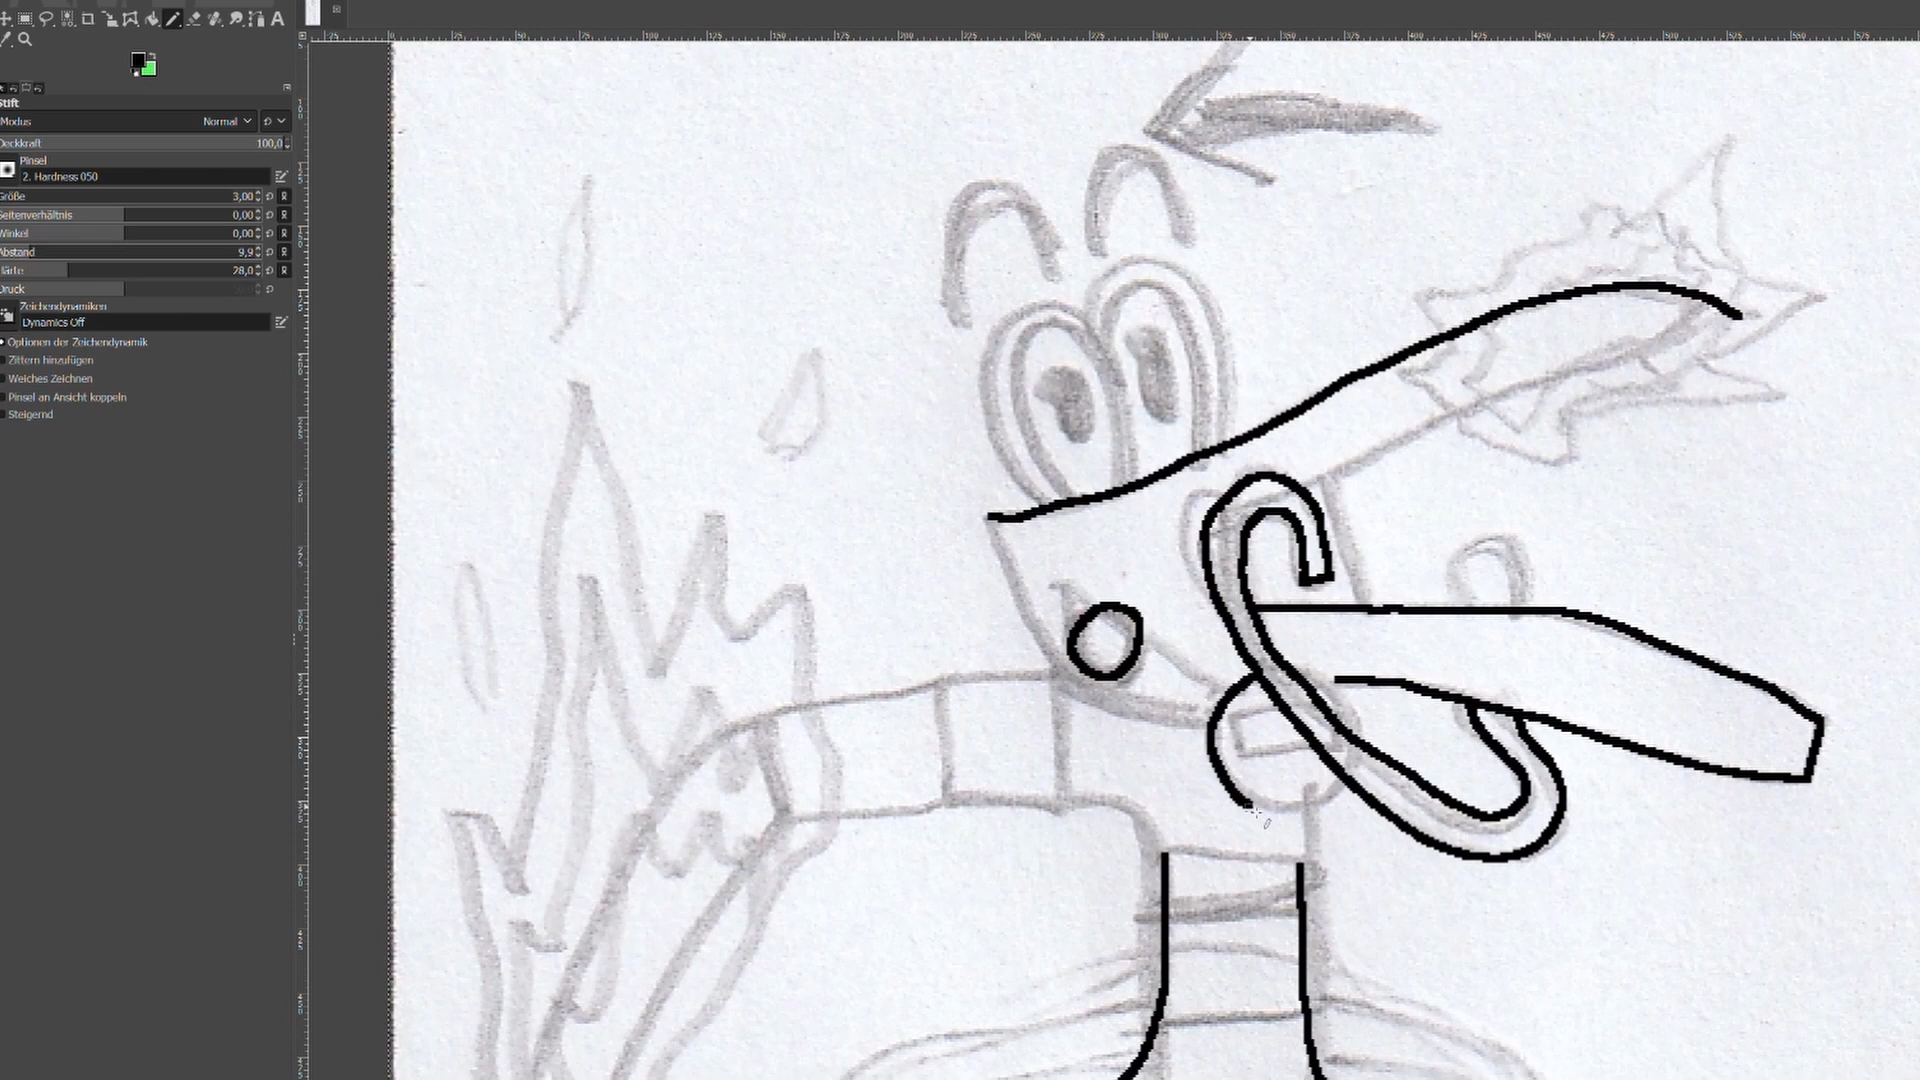 Stift
Modus Normal
Deckkraft 100,0
Pinsel
2. Hardness 050
Größe 3,00
Seitenverhältnis 0,00
Winkel 0,00
Abstand 9,9
Härte 28,0
Druck
Zeichendynamiken
Dynamics Off
Optionen der Zeichendynamik
Zittern hinzufügen
Weiches Zeichnen
Pinsel an Ansicht koppeln
Steigernd